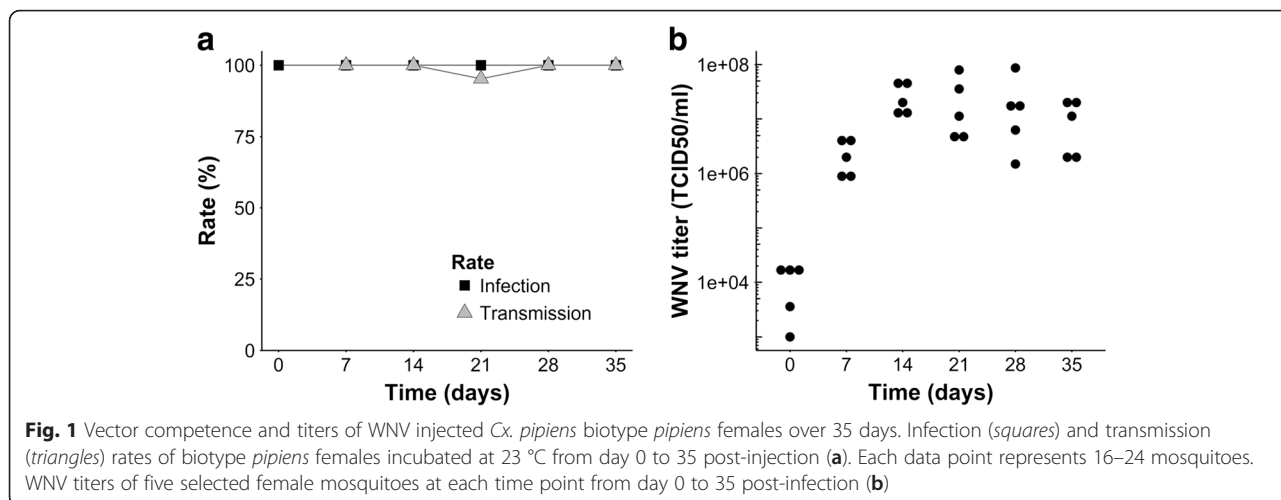 a
Rate (%)
100
75
50
25
0
Rate
Infection
Transmission
0 7 14 21 28 35
Time (days)
b
WNV titer (TCID50/ml)
1e+08
1e+06
1e+04
0 7 14 21 28 35
Time (days)
Fig. 1 Vector competence and titers of WNV injected Cx. pipiens biotype pipiens females over 35 days. Infection (squares) and transmission
(triangles) rates of biotype pipiens females incubated at 23 °C from day 0 to 35 post-injection (a). Each data point represents 16–24 mosquitoes.
WNV titers of five selected female mosquitoes at each time point from day 0 to 35 post-infection (b)